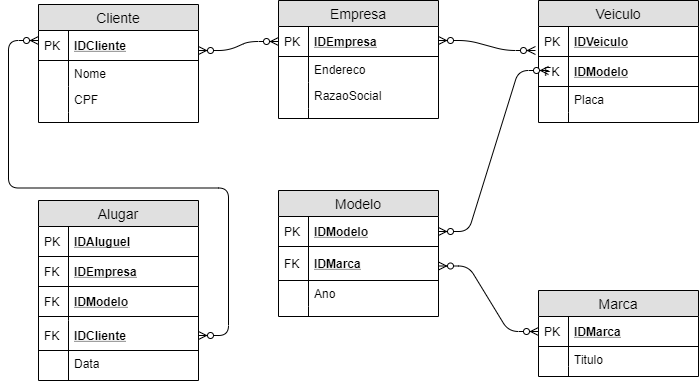 Cliente
PK IDCliente
Nome
CPF
Empresa
PK IDEmpresa
Endereco
RazaoSocial
Veiculo
PK IDVeiculo
FK IDModelo
Placa
Alugar
PK IDAluguel
FK IDEmpresa
FK IDModelo
FK IDCliente
Data
Modelo
PK IDModelo
FK IDMarca
Ano
Marca
PK IDMarca
Titulo